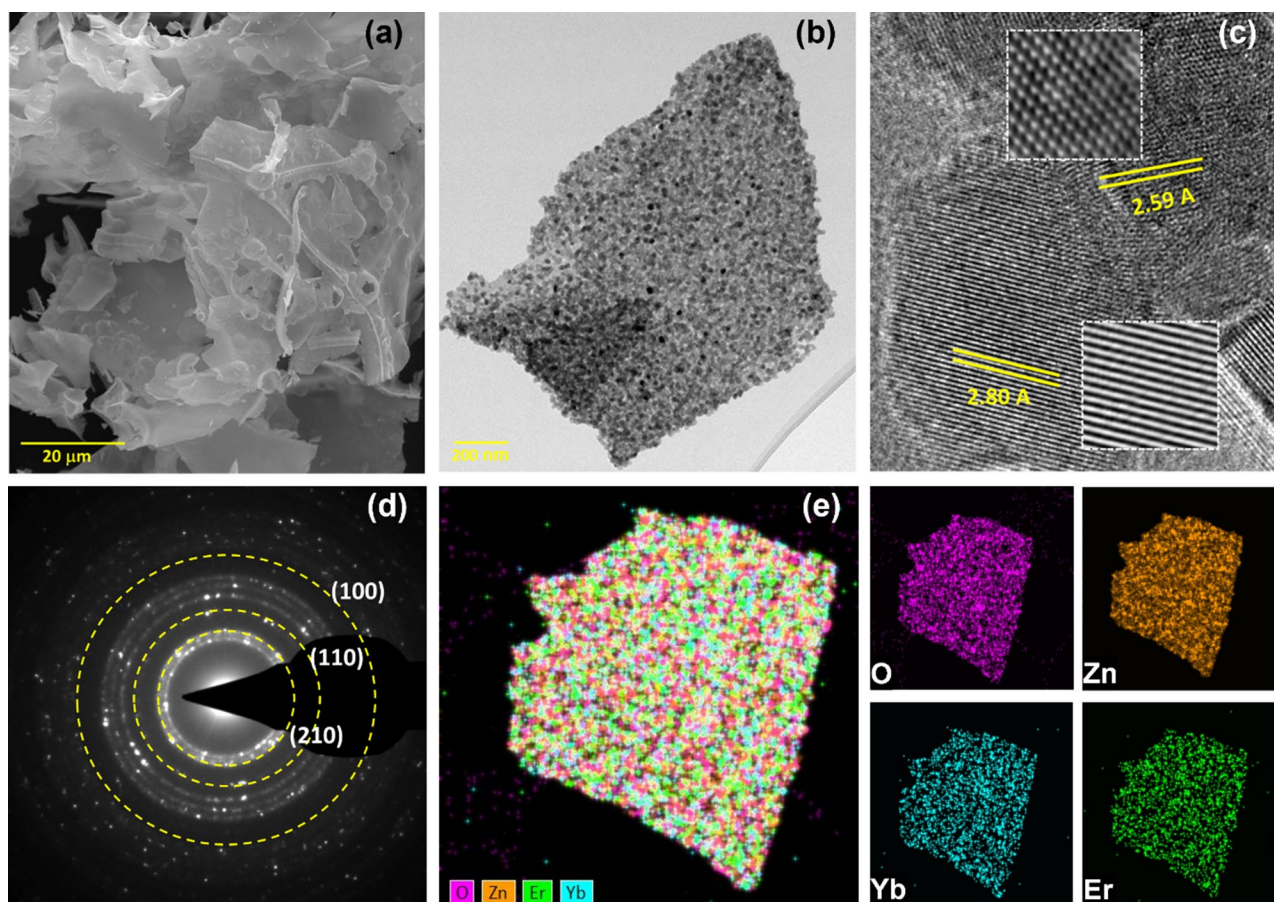 (a)
20 μm
(b)
200 nm
(c)
2.59 A
2.80 A
(d)
(100)
(110)
(210)
(e)
O Zn Er Yb
O
Zn
Yb
Er